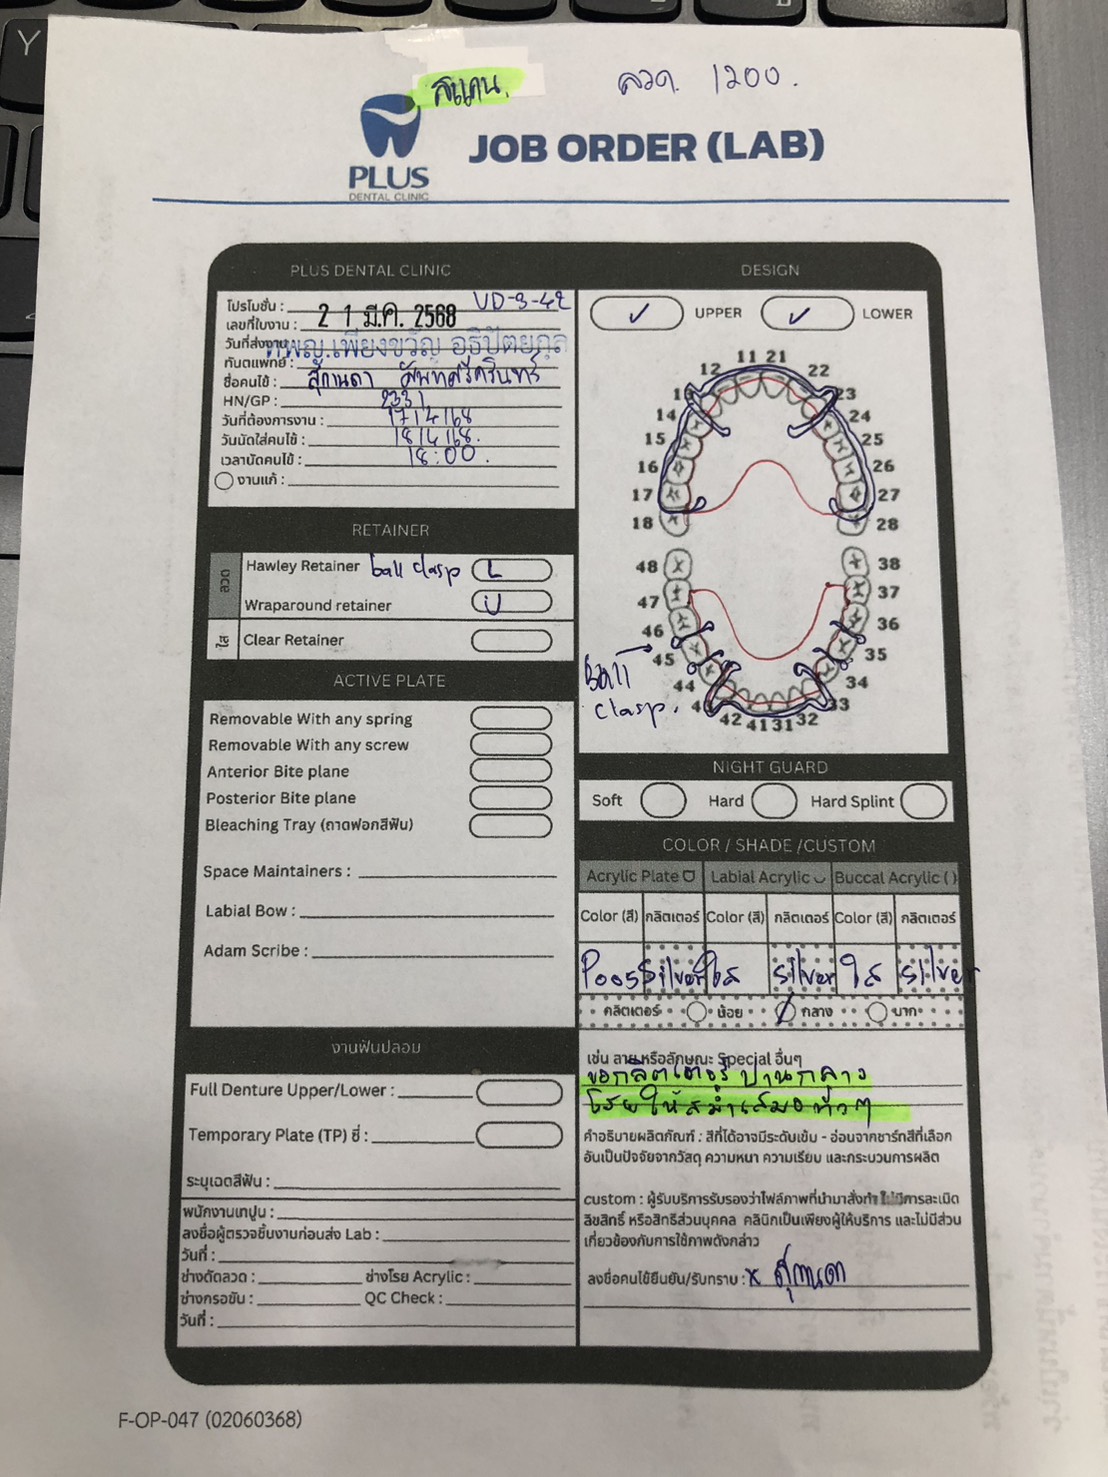 Y
สแกน.
ลวด. 1200.
PLUS
DENTAL CLINIC
JOB ORDER (LAB)
PLUS DENTAL CLINIC
โปรโมชั่น :
เลขที่ใบงาน : 2 1 มี.ค. 2568
วันที่ส่งงาน
ทันตแพทย์ : ทพญ.เพียงขวัญ อธิปัตยกุล
ชื่อคนไข้ : สุกานดา
HN/GP : 2331
วันที่ต้องการงาน : 17/4/68
วันนัดใส่คนไข้ : 18/4/68.
เวลานัดคนไข้ : 18:00.
งานแก้ :
RETAINER
ลวด
Hawley Retainer ball clasp L
Wraparound retainer U
ใส
Clear Retainer
ACTIVE PLATE
Removable With any spring
Removable With any screw
Anterior Bite plane
Posterior Bite plane
Bleaching Tray (ถาดฟอกสีฟัน)
Space Maintainers :
Labial Bow :
Adam Scribe :
งานฟันปลอม
Full Denture Upper/Lower :
Temporary Plate (TP) ซี่ :
ระบุเฉดสีฟัน :
พนักงานเทปูน :
ลงชื่อผู้ตรวจชิ้นงานก่อนส่ง Lab :
วันที่ :
ช่างดัดลวด : ช่างโรย Acrylic :
ช่างกรอขัน : QC Check :
วันที่ :
DESIGN
UPPER LOWER
11 21
12 22
13 23
14 24
15 25
16 26
17 27
18 28
48 38
47 37
46 36
45 35
44 34
33
42 41 31 32
Ball
clasp.
NIGHT GUARD
Soft Hard Hard Splint
COLOR / SHADE /CUSTOM
Acrylic Plate Labial Acrylic Buccal Acrylic ( )
Color (สี) กลิตเตอร์ Color (สี) กลิตเตอร์ Color (สี) กลิตเตอร์
P005 Silver ใส silver ใส silver
กลิตเตอร์ น้อย กลาง มาก
เช่น ลาย หรือลักษณะ Special อื่นๆ
ขอกลิตเตอร์ ปานกลาง
โรยให้สม่ำเสมอทั่วๆ
คำอธิบายผลิตภัณฑ์ : สีที่ได้อาจมีระดับเข้ม - อ่อนจากชาร์ทสีที่เลือก
อันเป็นปัจจัยจากวัสดุ ความหนา ความเรียบ และกระบวนการผลิต
custom : ผู้รับบริการรับรองว่าไฟล์ภาพที่นำมาสั่งทำ ไม่มีการละเมิด
ลิขสิทธิ์ หรือสิทธิส่วนบุคคล คลินิกเป็นเพียงผู้ให้บริการ และไม่มีส่วน
เกี่ยวข้องกับการใช้ภาพดังกล่าว
ลงชื่อคนไข้ยืนยัน/รับทราบ : x สุกานดา
F-OP-047 (02060368)